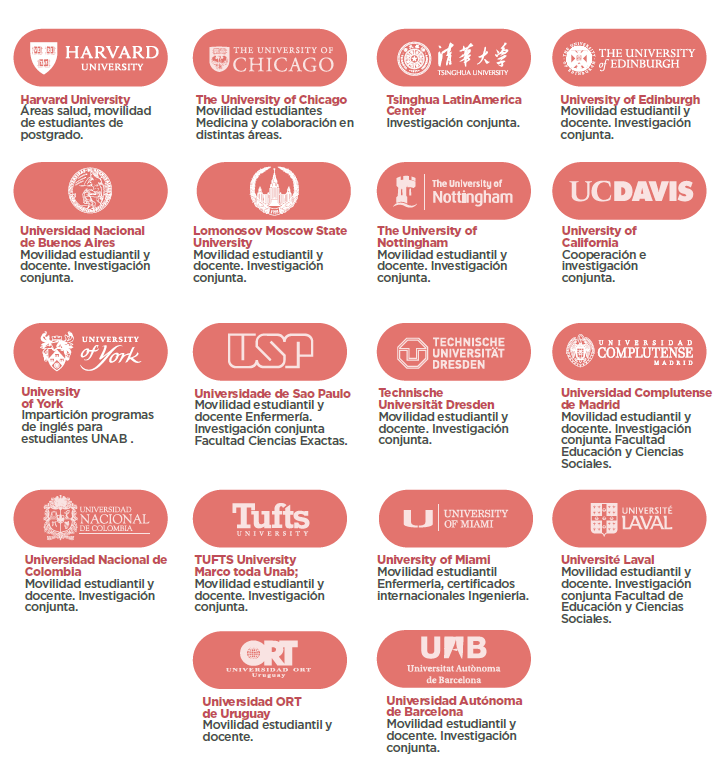 HARVARD
UNIVERSITY
Harvard University
Áreas salud, movilidad
de estudiantes de
postgrado.
THE UNIVERSITY OF
CHICAGO
The University of Chicago
Movilidad estudiantes
Medicina y colaboración en
distintas áreas.
清华大学
TSINGHUA UNIVERSITY
Tsinghua LatinAmerica
Center
Investigación conjunta.
THE UNIVERSITY
of EDINBURGH
University of Edinburgh
Movilidad estudiantil y
docente. Investigación
conjunta.
Universidad Nacional
de Buenos Aires
Movilidad estudiantil y
docente. Investigación
conjunta.
Lomonosov Moscow State
University
Movilidad estudiantil y
docente. Investigación
conjunta.
The University of
Nottingham
The University of
Nottingham
Movilidad estudiantil y
docente. Investigación
conjunta.
UCDAVIS
University of
California
Cooperación e
investigación
conjunta.
UNIVERSITY
of York
University
of York
Impartición programas
de inglés para
estudiantes UNAB .
USP
Universidade de Sao Paulo
Movilidad estudiantil y
docente Enfermería.
Investigación conjunta
Facultad Ciencias Exactas.
TECHNISCHE
UNIVERSITÄT
DRESDEN
Technische
Universität Dresden
Movilidad estudiantil y
docente. Investigación
conjunta.
UNIVERSIDAD
COMPLUTENSE
MADRID
Universidad Complutense
de Madrid
Movilidad estudiantil y
docente. Investigación
conjunta Facultad
Educación y Ciencias
Sociales.
UNIVERSIDAD
NACIONAL
DE COLOMBIA
Universidad Nacional de
Colombia
Movilidad estudiantil y
docente. Investigación
conjunta.
Tufts
UNIVERSITY
TUFTS University
Marco toda Unab;
Movilidad estudiantil y
docente. Investigación
conjunta.
UNIVERSITY
OF MIAMI
University of Miami
Movilidad estudiantil
Enfermería, certificados
internacionales Ingeniería.
UNIVERSITÉ
LAVAL
Université Laval
Movilidad estudiantil y
docente. Investigación
conjunta Facultad de
Educación y Ciencias
Sociales.
ORT
UNIVERSIDAD ORT
Uruguay
Universidad ORT
de Uruguay
Movilidad estudiantil y
docente.
UAB
Universitat Autònoma
de Barcelona
Universidad Autónoma
de Barcelona
Movilidad estudiantil y
docente. Investigación
conjunta.